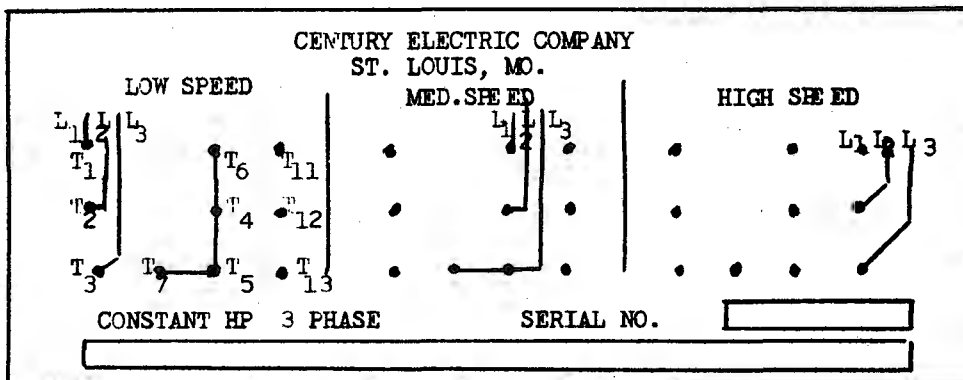 CENTURY ELECTRIC COMPANY
ST. LOUIS, MO.
LOW SPEED
MED.SPEED
HIGH SPEED
L1 L2 L3
L1 L2 L3
L1 L2 L3
T1 T6 T11
T2 T4 T12
T3 T7 T5 T13
CONSTANT HP 3 PHASE SERIAL NO.